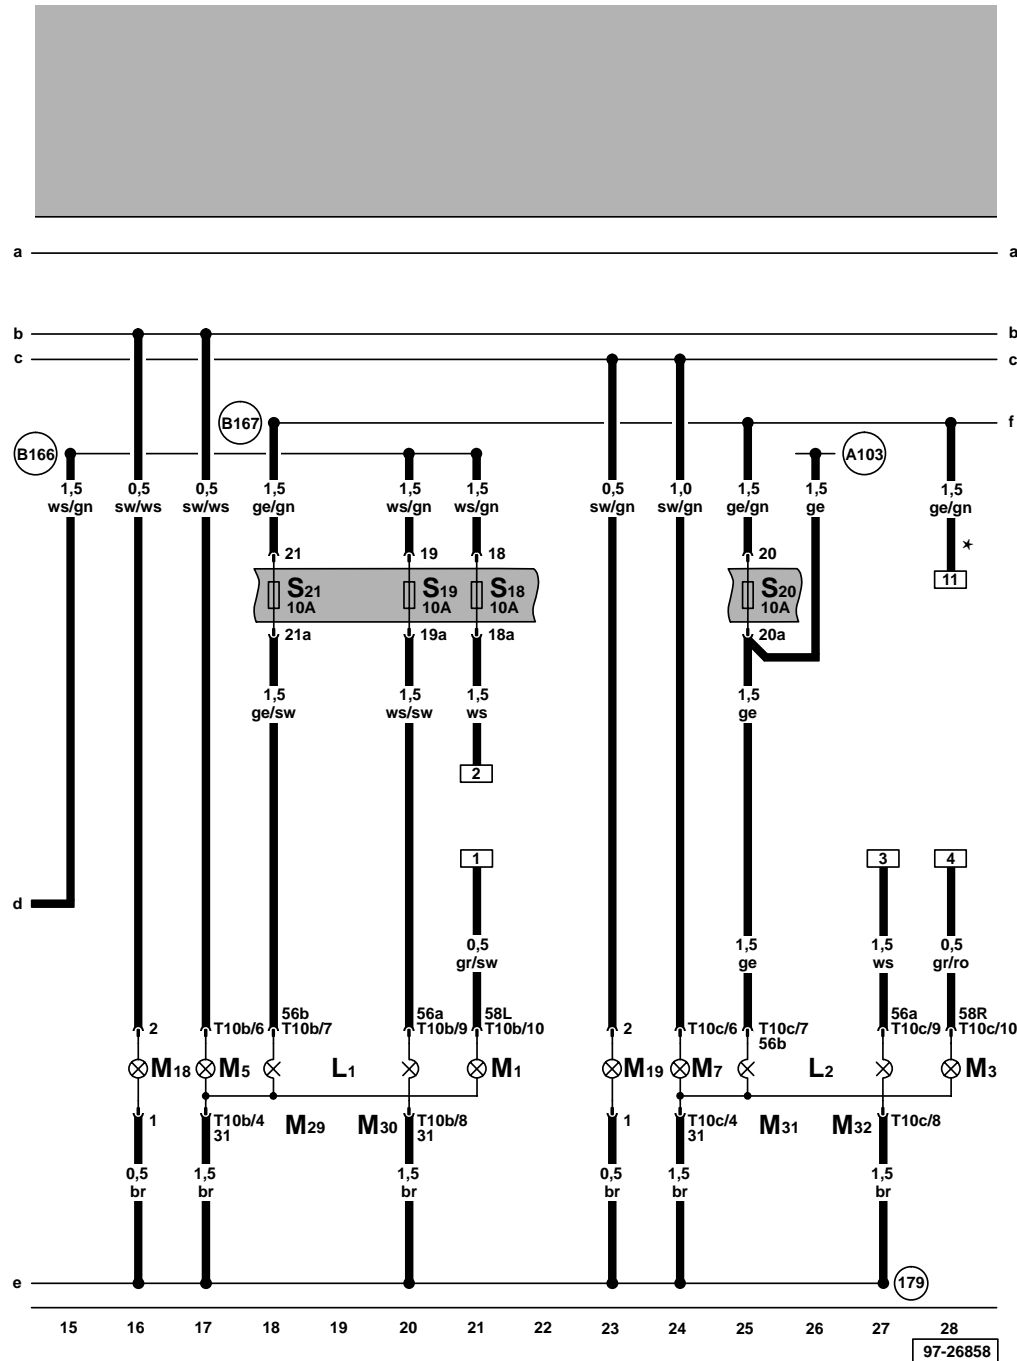 a a
b b
c c
B167 f
B166 A103
1,5 0,5 0,5 1,5 1,5 1,5 0,5 1,0 1,5 1,5 1,5
ws/gn sw/ws sw/ws ge/gn ws/gn ws/gn sw/gn sw/gn ge/gn ge ge/gn
*
21 19 18 20
11
S21 S19 S18 S20
10A 10A 10A 10A
21a 19a 18a 20a
1,5 1,5 1,5 1,5
ge/sw ws/sw ws ge
2
1 3 4
d
0,5 1,5 1,5 0,5
gr/sw ge ws gr/ro
56b 56a 58L 56a 58R
2 T10b/6 T10b/7 T10b/9 T10b/10 2 T10c/6 T10c/7 T10c/9 T10c/10
56b
M18 M5 L1 M1 M19 M7 L2 M3
1 T10b/4 M29 M30 T10b/8 1 T10c/4 M31 M32 T10c/8
31 31 31
0,5 1,5 1,5 0,5 1,5 1,5
br br br br br br
e 179
15 16 17 18 19 20 21 22 23 24 25 26 27 28
97-26858